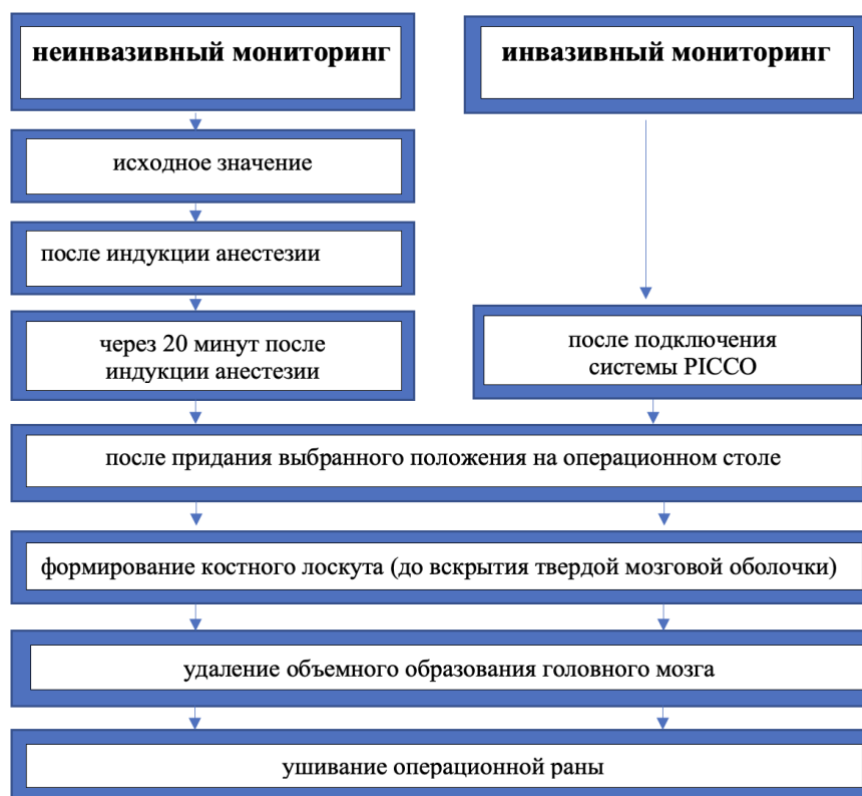 неинвазивный мониторинг
инвазивный мониторинг
исходное значение
после индукции анестезии
через 20 минут после
индукции анестезии
после подключения
системы PICCO
после придания выбранного положения на операционном столе
формирование костного лоскута (до вскрытия твердой мозговой оболочки)
удаление объемного образования головного мозга
ушивание операционной раны